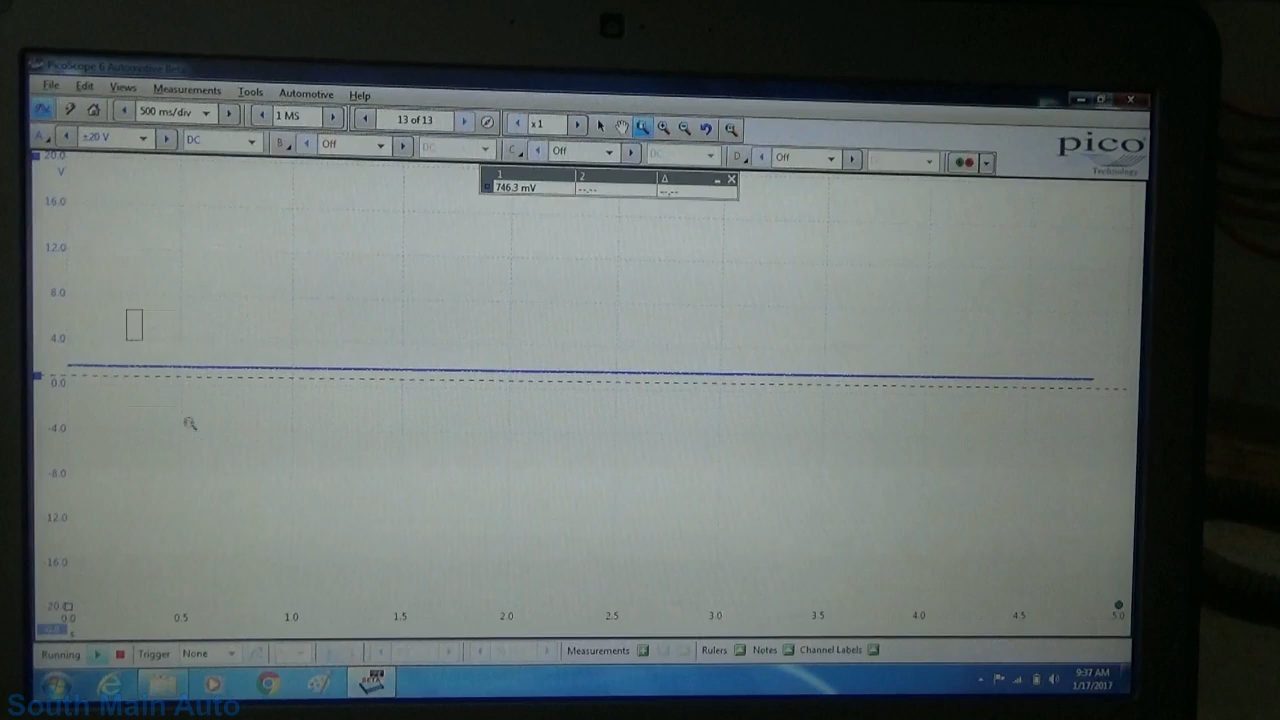 PicoScope 6 Automotive Beta
File Edit Views Measurements Tools Automotive Help
500 ms/div 1 MS 13 of 13 x1
A ±20 V DC B Off DC C Off DC D Off
pico
Technology
1 2 Δ
746.3 mV --.-- --.--
20.0
V
16.0
12.0
8.0
4.0
0.0
-4.0
-8.0
-12.0
-16.0
20.0
0.0 0.5 1.0 1.5 2.0 2.5 3.0 3.5 4.0 4.5 5.0
s
Running Trigger None Measurements Rulers Notes Channel Labels
BETA
9:37 AM
1/17/2017
South Main Auto